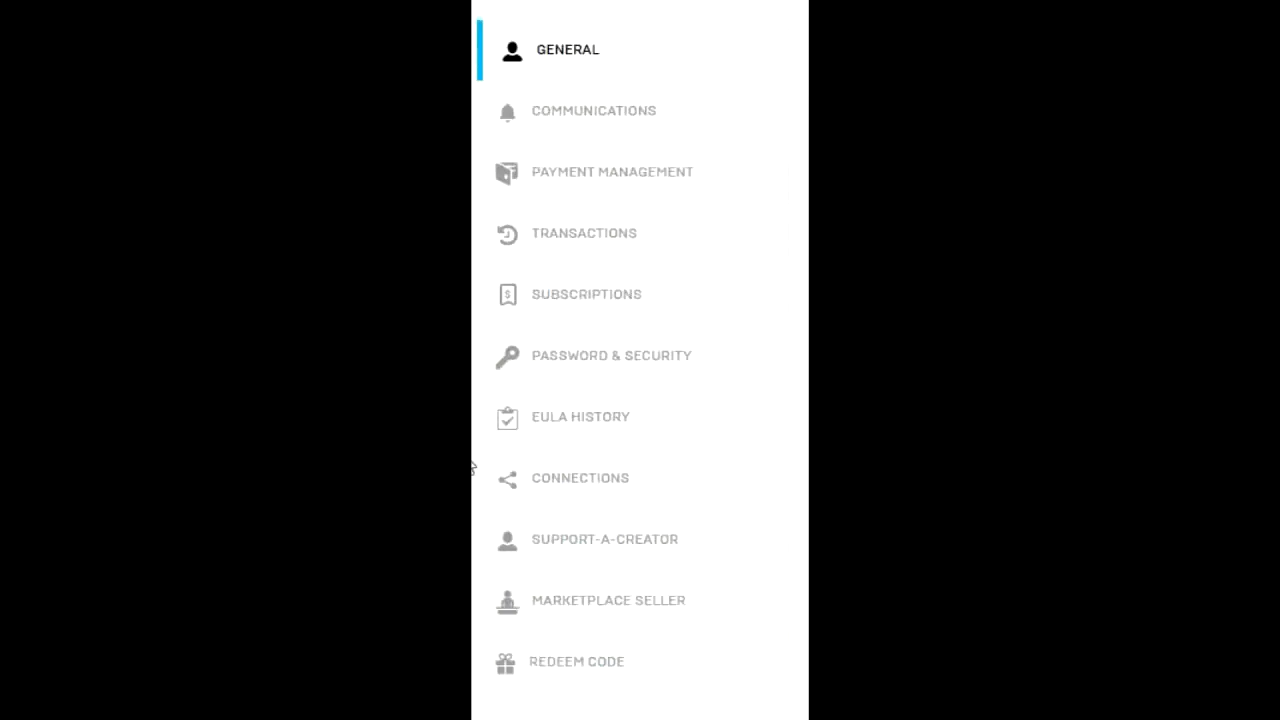 GENERAL
COMMUNICATIONS
PAYMENT MANAGEMENT
TRANSACTIONS
SUBSCRIPTIONS
PASSWORD & SECURITY
EULA HISTORY
CONNECTIONS
SUPPORT-A-CREATOR
MARKETPLACE SELLER
REDEEM CODE